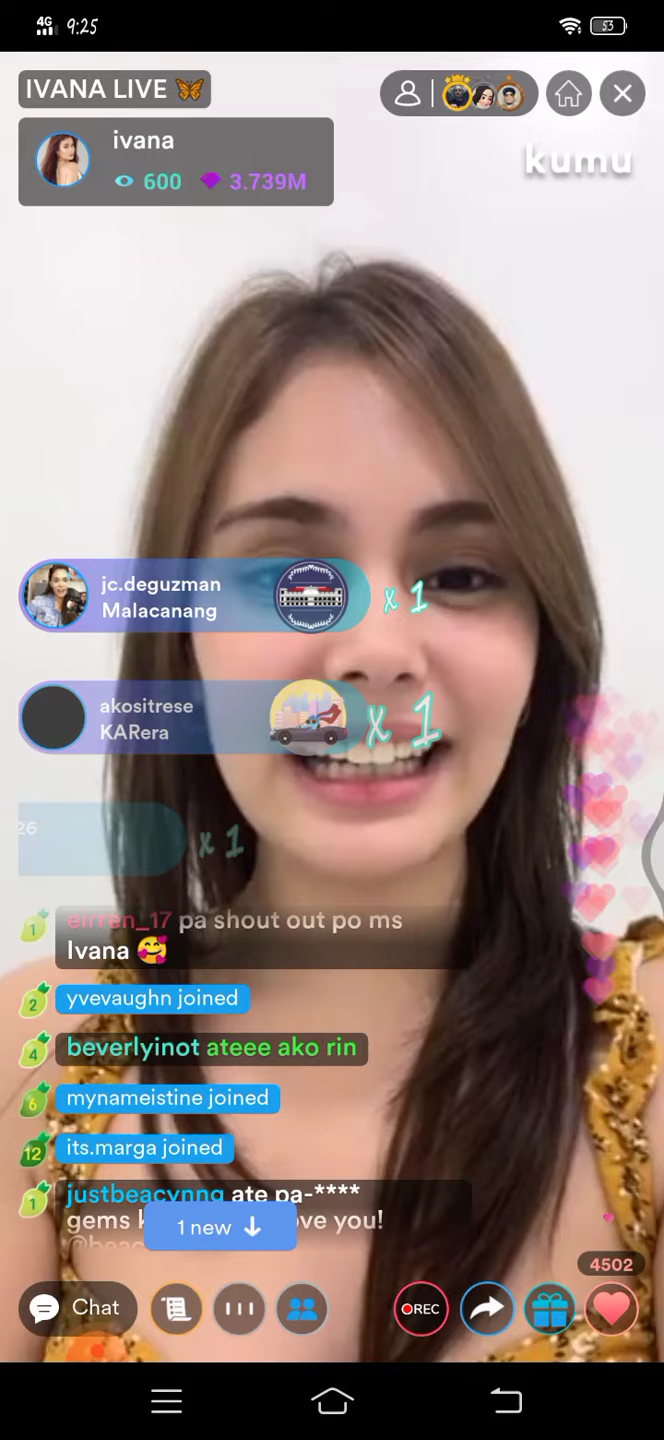 4G 9:25 53
IVANA LIVE 🦋
ivana
600 3.739M
kumu
jc.deguzman
Malacanang
x 1
akositrese
KARera
x 1
26
x 1
1 eirren_17 pa shout out po ms
Ivana 🥰
2 yvevaughn joined
4 beverlyinot ateee ako rin
6 mynameistine joined
12 its.marga joined
1 justbeacynng ate pa-****
gems ve you!
1 new ↓
4502
Chat
REC